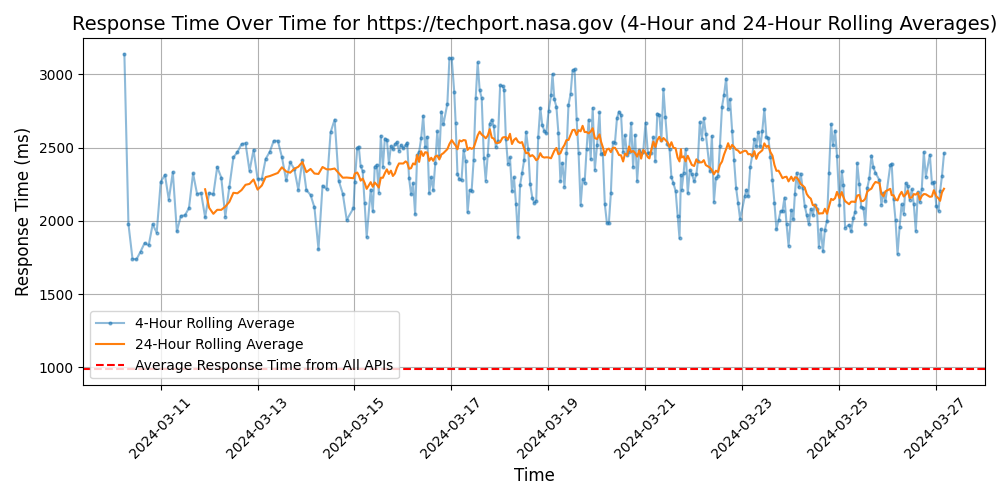 Response Time Over Time for https://techport.nasa.gov (4-Hour and 24-Hour Rolling Averages)
Response Time (ms)
3000
2500
2000
1500
1000
4-Hour Rolling Average
24-Hour Rolling Average
Average Response Time from All APIs
2024-03-11
2024-03-13
2024-03-15
2024-03-17
2024-03-19
2024-03-21
2024-03-23
2024-03-25
2024-03-27
Time